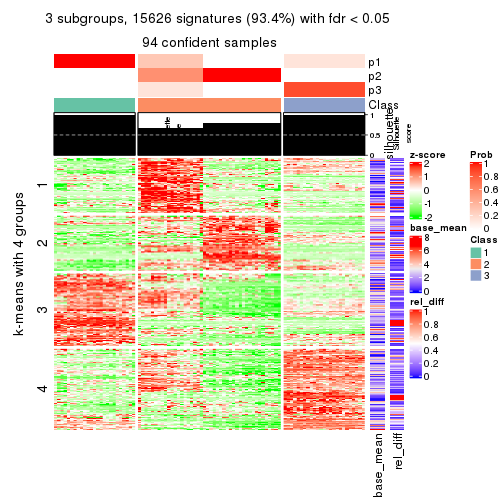 3 subgroups, 15626 signatures (93.4%) with fdr < 0.05
94 confident samples
p1
p2
p3
Class
1
0.5
0
silhouette
Silhouette
score
k-means with 4 groups
1
2
3
4
base_mean
rel_diff
z-score
2
1
0
-1
-2
base_mean
8
6
4
2
0
rel_diff
1
0.8
0.6
0.4
0.2
0
Prob
1
0.8
0.6
0.4
0.2
0
Class
1
2
3